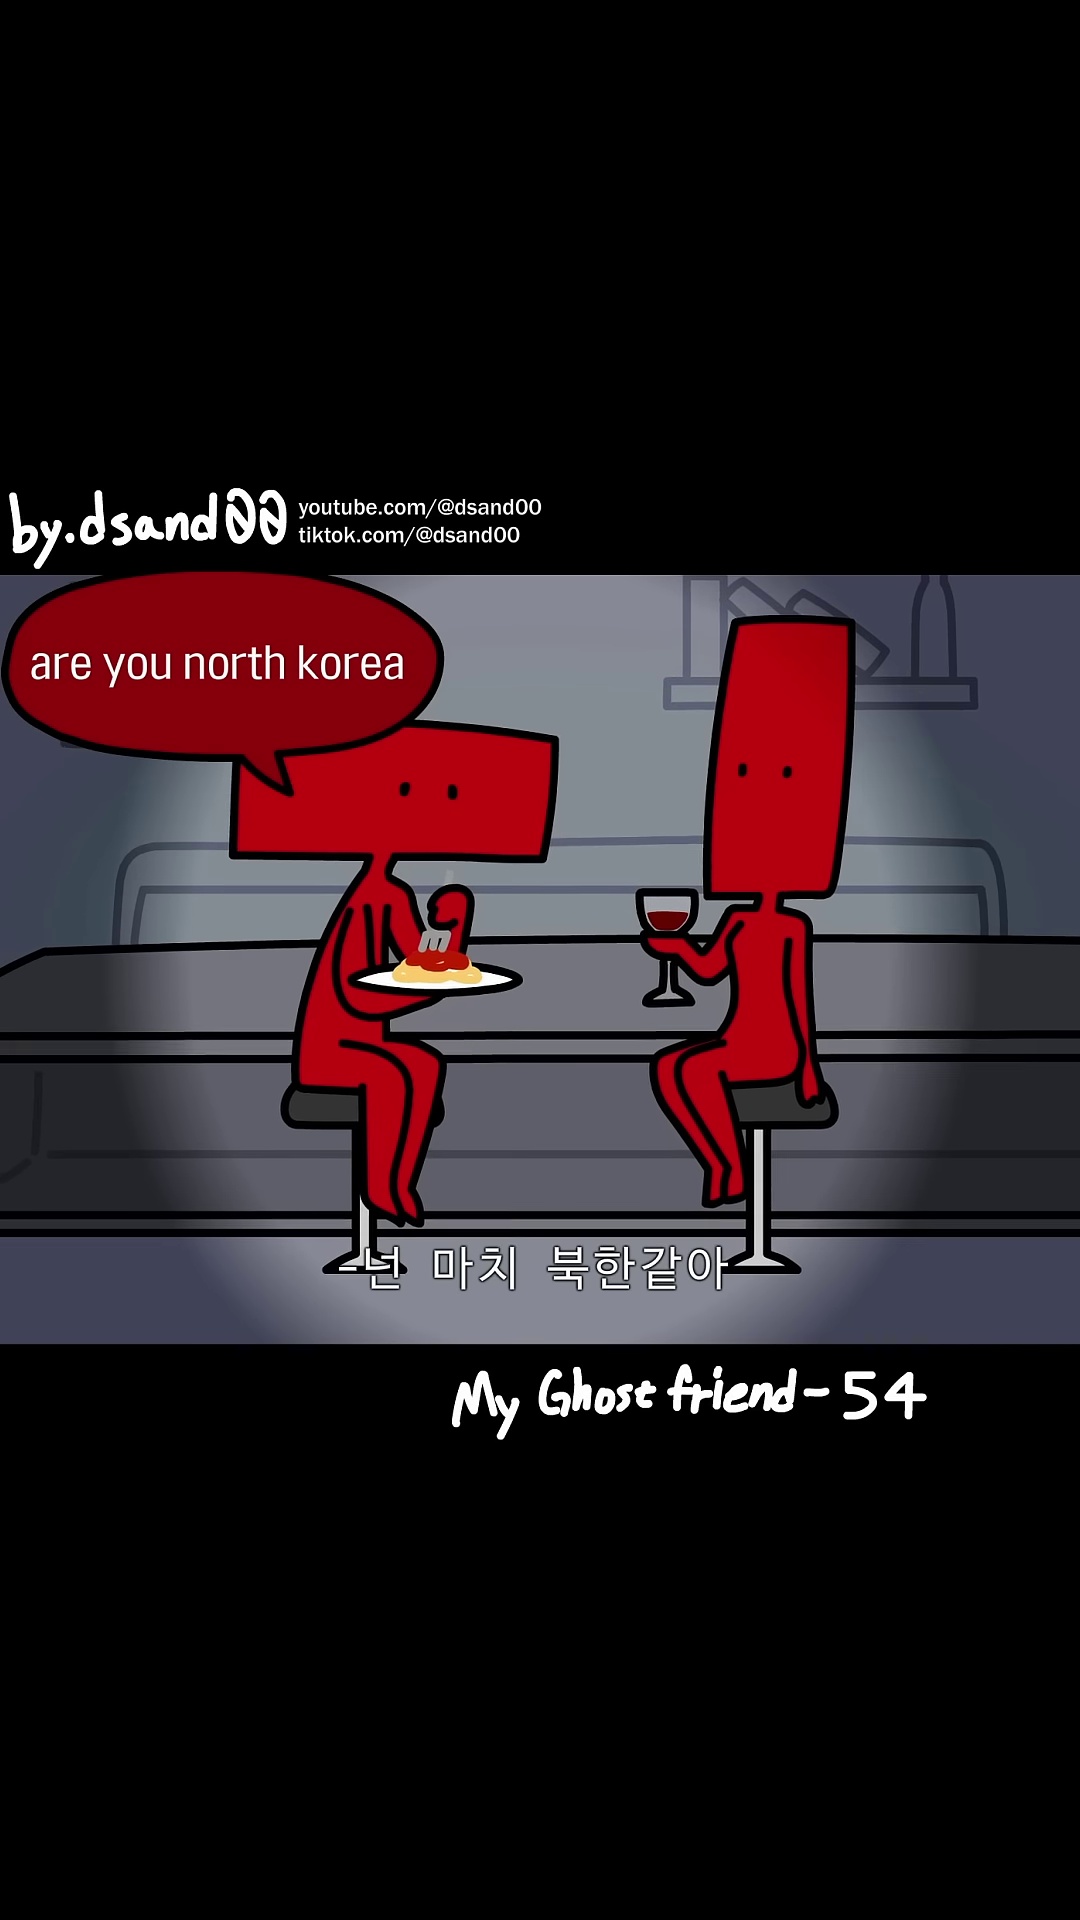 by.dsand00
youtube.com/@dsand00
tiktok.com/@dsand00
are you north korea
-넌 마치 북한같아
My Ghost friend-54